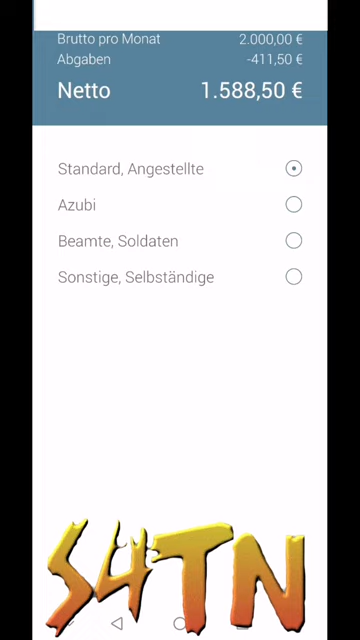 Brutto pro Monat 2.000,00 €
Abgaben -411,50 €
Netto 1.588,50 €
Standard, Angestellte
Azubi
Beamte, Soldaten
Sonstige, Selbständige
S4TN